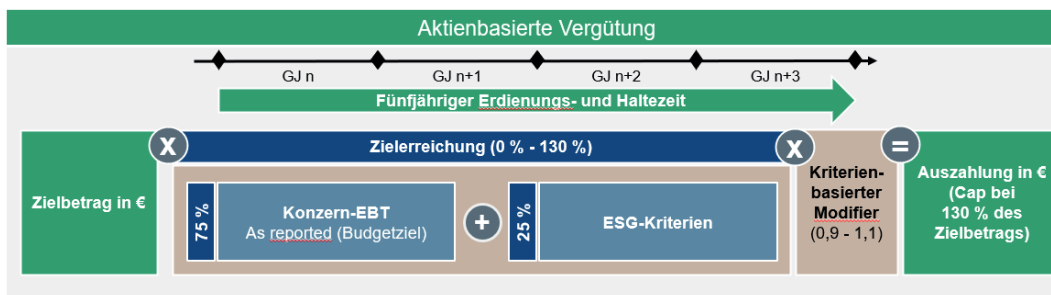 Aktienbasierte Vergütung
GJ n
GJ n+1
GJ n+2
GJ n+3
Fünfjähriger Erdienungs- und Haltezeit
X
Zielerreichung (0 % - 130 %)
X
=
Zielbetrag in €
75 %
Konzern-EBT
As reported (Budgetziel)
+
25 %
ESG-Kriterien
Kriterien-
basierter
Modifier
(0,9 - 1,1)
Auszahlung in €
(Cap bei
130 % des
Zielbetrags)